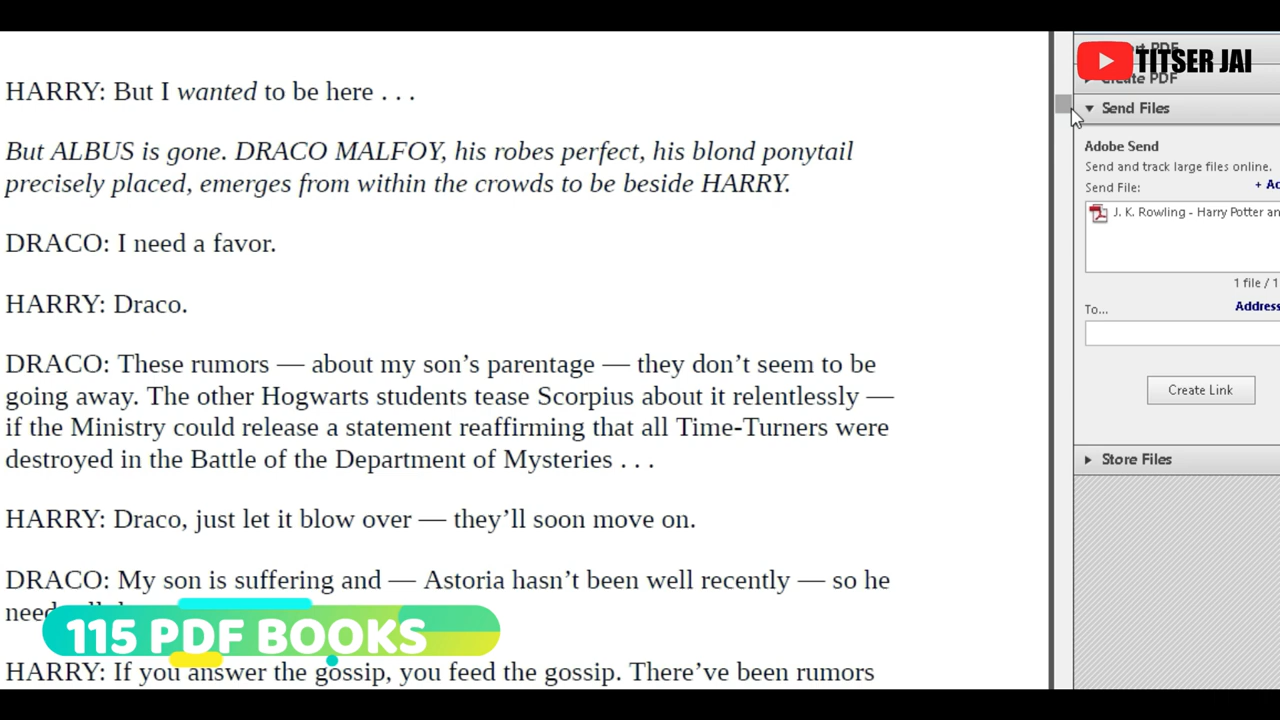 HARRY: But I wanted to be here . . .
But ALBUS is gone. DRACO MALFOY, his robes perfect, his blond ponytail
precisely placed, emerges from within the crowds to be beside HARRY.
DRACO: I need a favor.
HARRY: Draco.
DRACO: These rumors — about my son’s parentage — they don’t seem to be
going away. The other Hogwarts students tease Scorpius about it relentlessly —
if the Ministry could release a statement reaffirming that all Time-Turners were
destroyed in the Battle of the Department of Mysteries . . .
HARRY: Draco, just let it blow over — they’ll soon move on.
DRACO: My son is suffering and — Astoria hasn’t been well recently — so he
115 PDF BOOKS
HARRY: If you answer the gossip, you feed the gossip. There’ve been rumors
TITSER JAI
PDF
Create PDF
Send Files
Adobe Send
Send and track large files online.
Send File:
J. K. Rolling - Harry Potter
1 file / 1
To...
Address
Create Link
Store Files